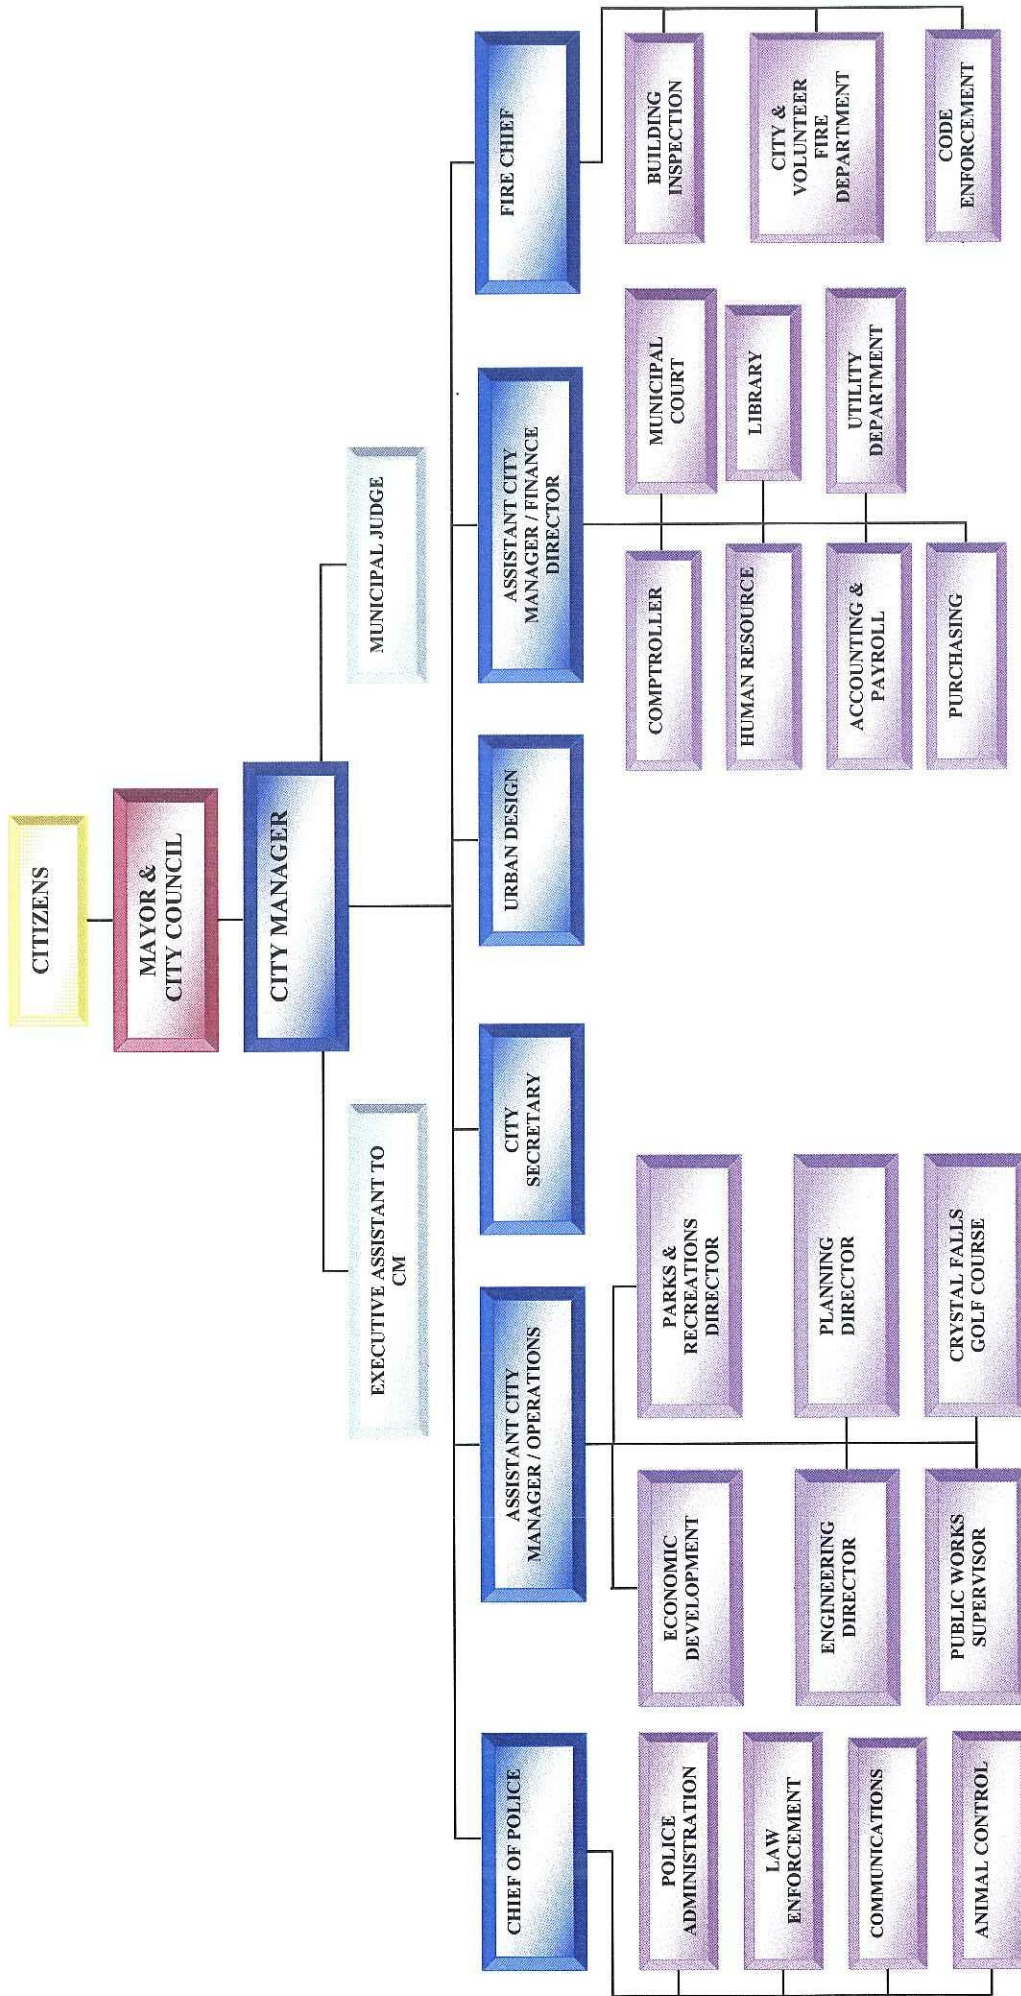 CITIZENS
MAYOR &
CITY COUNCIL
CITY MANAGER
EXECUTIVE ASSISTANT TO
CM
MUNICIPAL JUDGE
CHIEF OF POLICE
ASSISTANT CITY
MANAGER / OPERATIONS
CITY
SECRETARY
URBAN DESIGN
ASSISTANT CITY
MANAGER / FINANCE
DIRECTOR
FIRE CHIEF
POLICE
ADMINISTRATION
LAW
ENFORCEMENT
COMMUNICATIONS
ANIMAL CONTROL
ECONOMIC
DEVELOPMENT
PARKS &
RECREATIONS
DIRECTOR
ENGINEERING
DIRECTOR
PLANNING
DIRECTOR
PUBLIC WORKS
SUPERVISOR
CRYSTAL FALLS
GOLF COURSE
COMPTROLLER
MUNICIPAL
COURT
HUMAN RESOURCE
LIBRARY
ACCOUNTING &
PAYROLL
UTILITY
DEPARTMENT
PURCHASING
BUILDING
INSPECTION
CITY &
VOLUNTEER
FIRE
DEPARTMENT
CODE
ENFORCEMENT